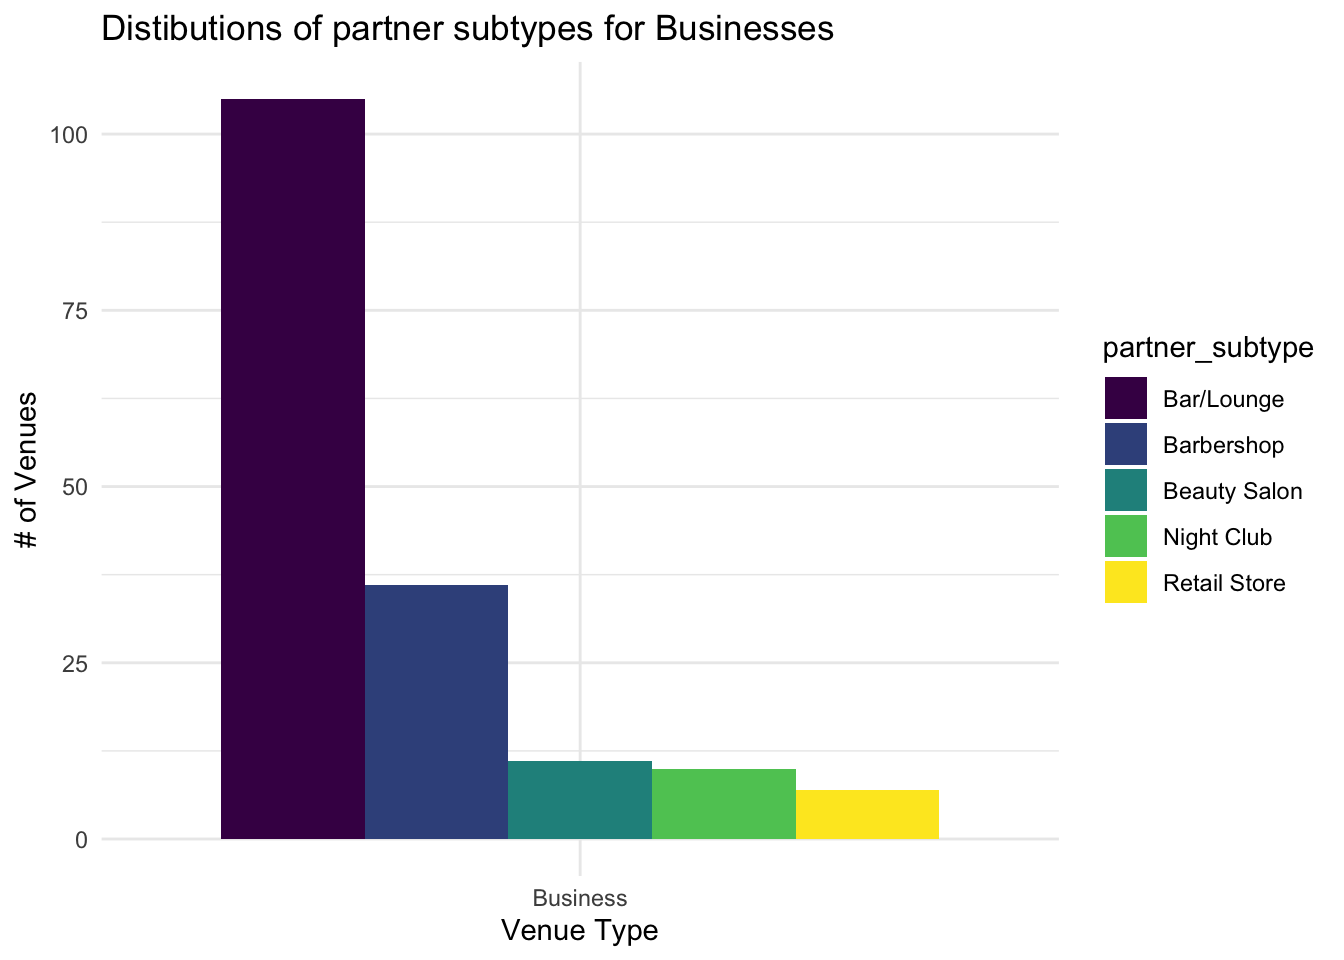 Distibutions of partner subtypes for Businesses
# of Venues
100
75
50
25
0
Business
Venue Type
partner_subtype
Bar/Lounge
Barbershop
Beauty Salon
Night Club
Retail Store